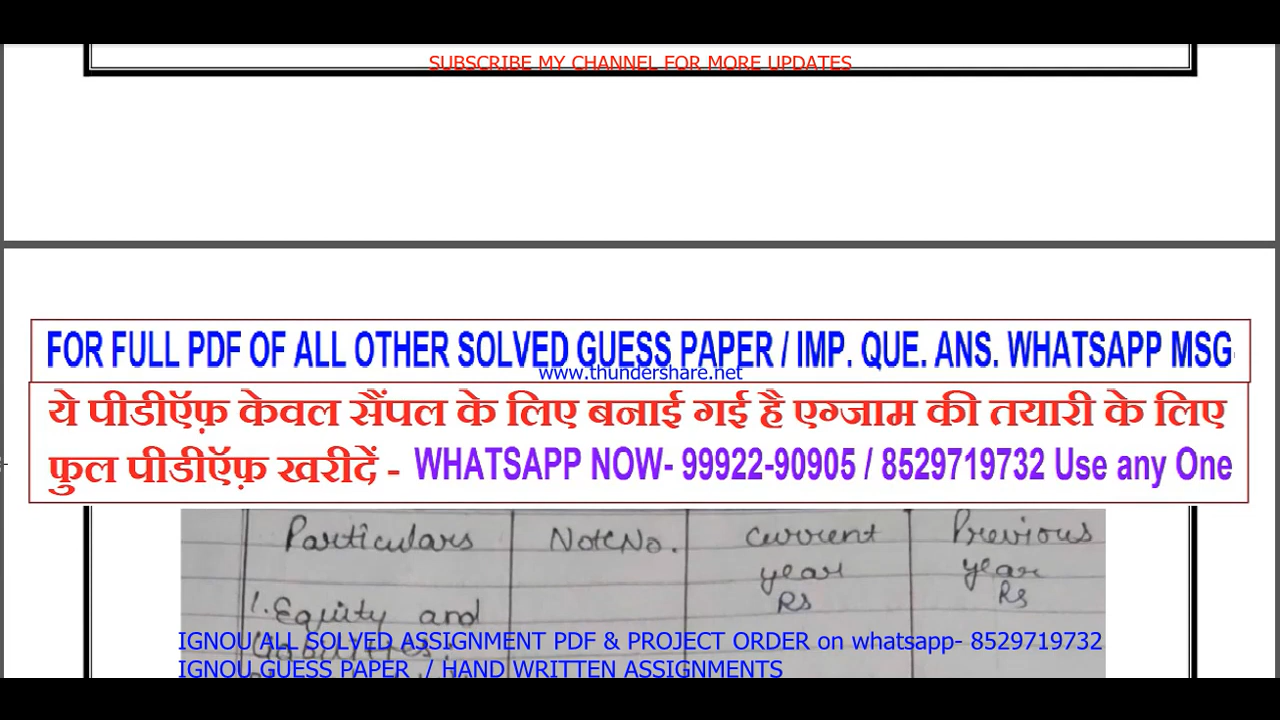 SUBSCRIBE MY CHANNEL FOR MORE UPDATES
FOR FULL PDF OF ALL OTHER SOLVED GUESS PAPER / IMP. QUE. ANS. WHATSAPP MSG
www.thundershare.net
ये पीडीऍफ़ केवल सैंपल के लिए बनाई गई है एग्जाम की तयारी के लिए
फुल पीडीऍफ़ खरीदें - WHATSAPP NOW- 99922-90905 / 8529719732 Use any One
Particulars NoteNo. Current Previous
year year
Rs Rs
1. Equity and
Liabilities:
IGNOU ALL SOLVED ASSIGNMENT PDF & PROJECT ORDER on whatsapp- 8529719732
IGNOU GUESS PAPER / HAND WRITTEN ASSIGNMENTS